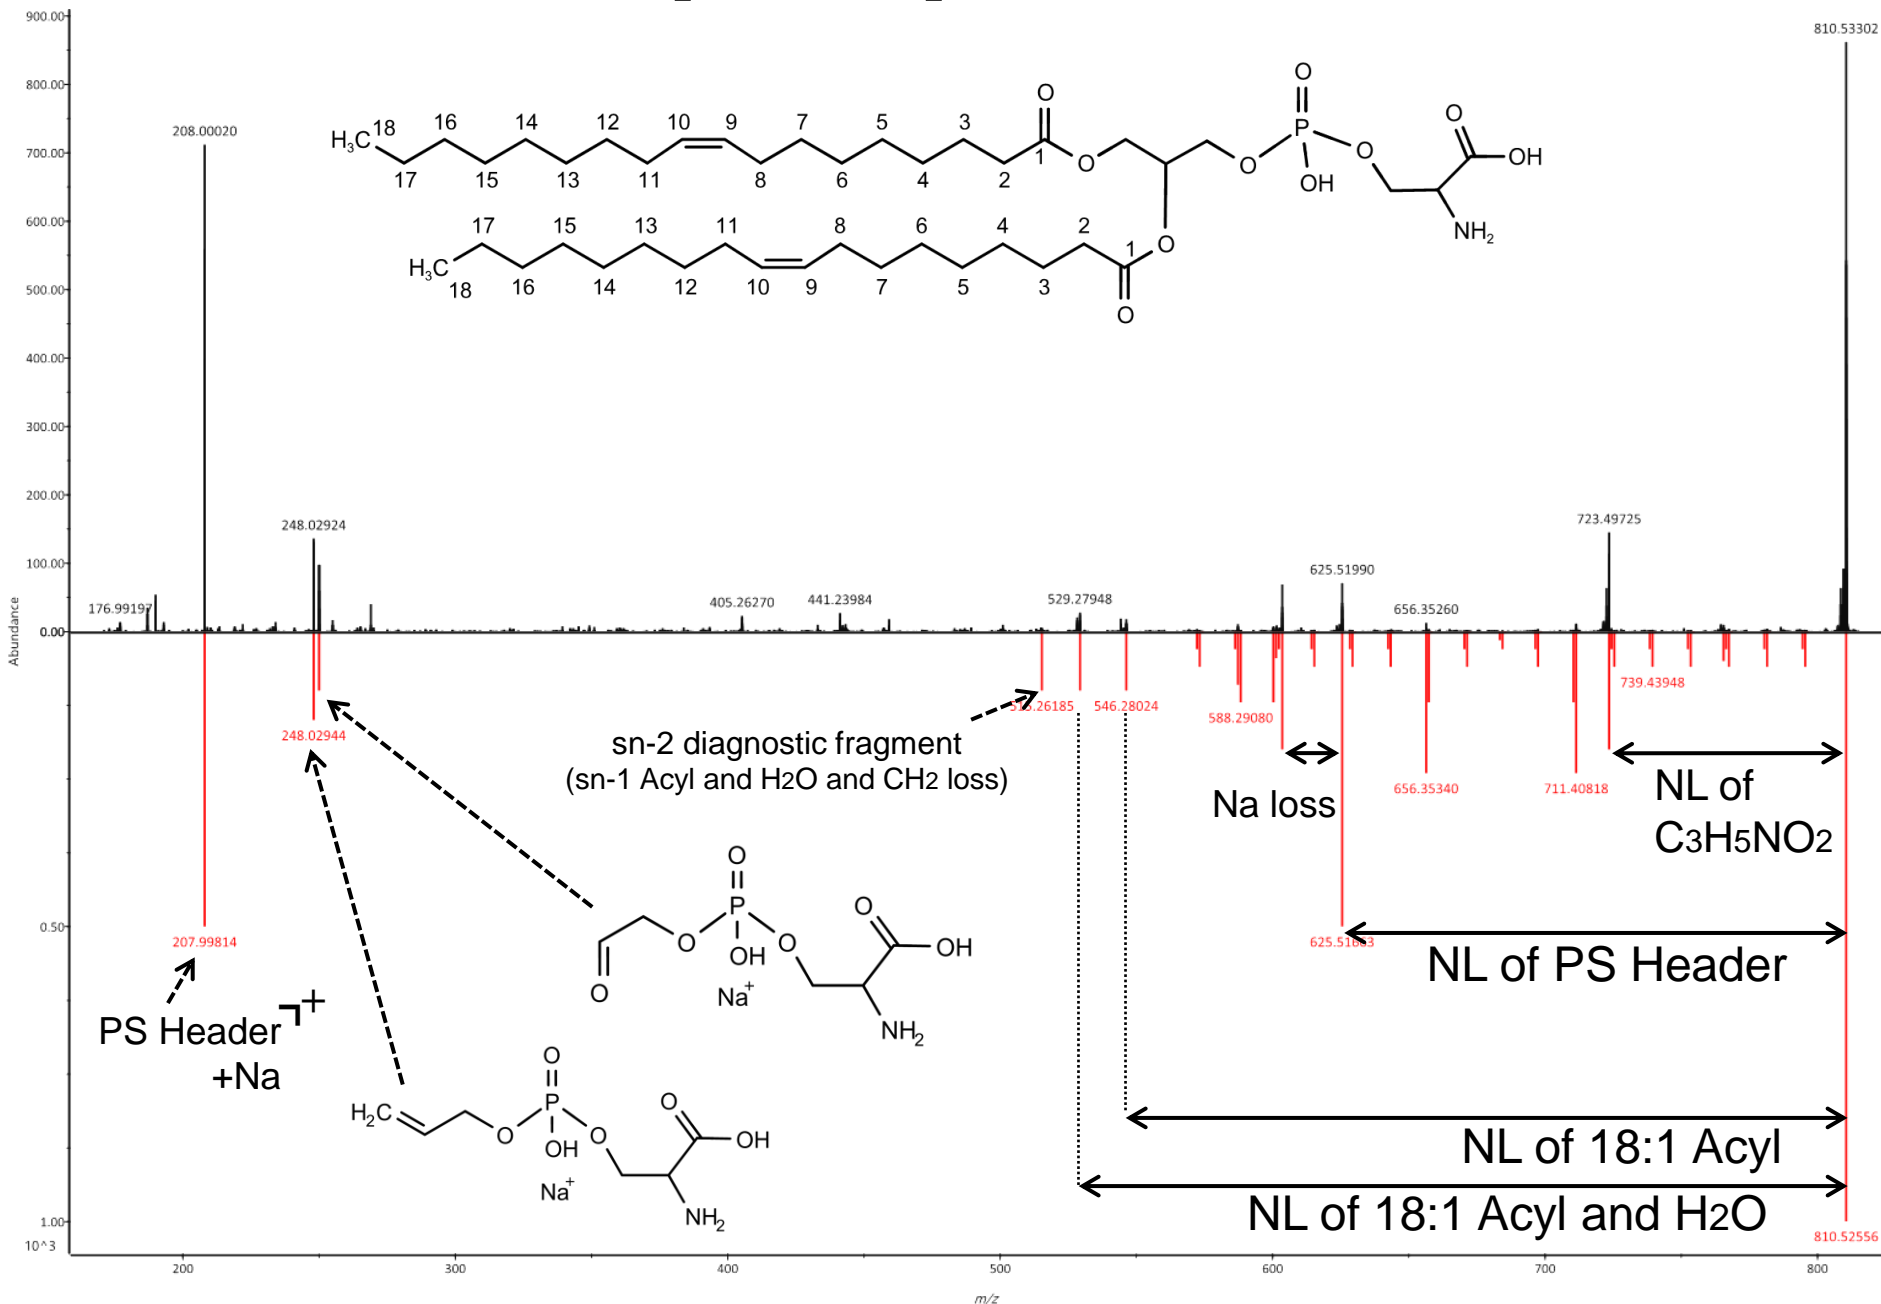 900.00
810.53302
800.00
700.00
600.00
500.00
400.00
300.00
200.00
100.00
0.00
Abundance
208.00020
H3C
18
16
14
12
10
9
7
5
3
1
17
15
13
11
8
6
4
2
O
O
O
P
O
OH
O
O
OH
NH2
17
15
13
11
8
6
4
2
1
O
H3C
18
16
14
12
10
9
7
5
3
O
176.99197
248.02924
405.26270
441.23984
529.27948
625.51990
656.35260
723.49725
248.02944
515.26185
546.28024
588.29080
739.43948
656.35340
711.40818
sn-2 diagnostic fragment
(sn-1 Acyl and H2O and CH2 loss)
Na loss
NL of
C3H5NO2
0.50
207.99814
625.51663
NL of PS Header
PS Header ¬+
+Na
O
O
P
O
OH
O
O
OH
Na+
NH2
O
H2C
O
P
OH
O
O
OH
Na+
NH2
NL of 18:1 Acyl
NL of 18:1 Acyl and H2O
1.00
10^3
810.52556
200
300
400
500
600
700
800
m/z